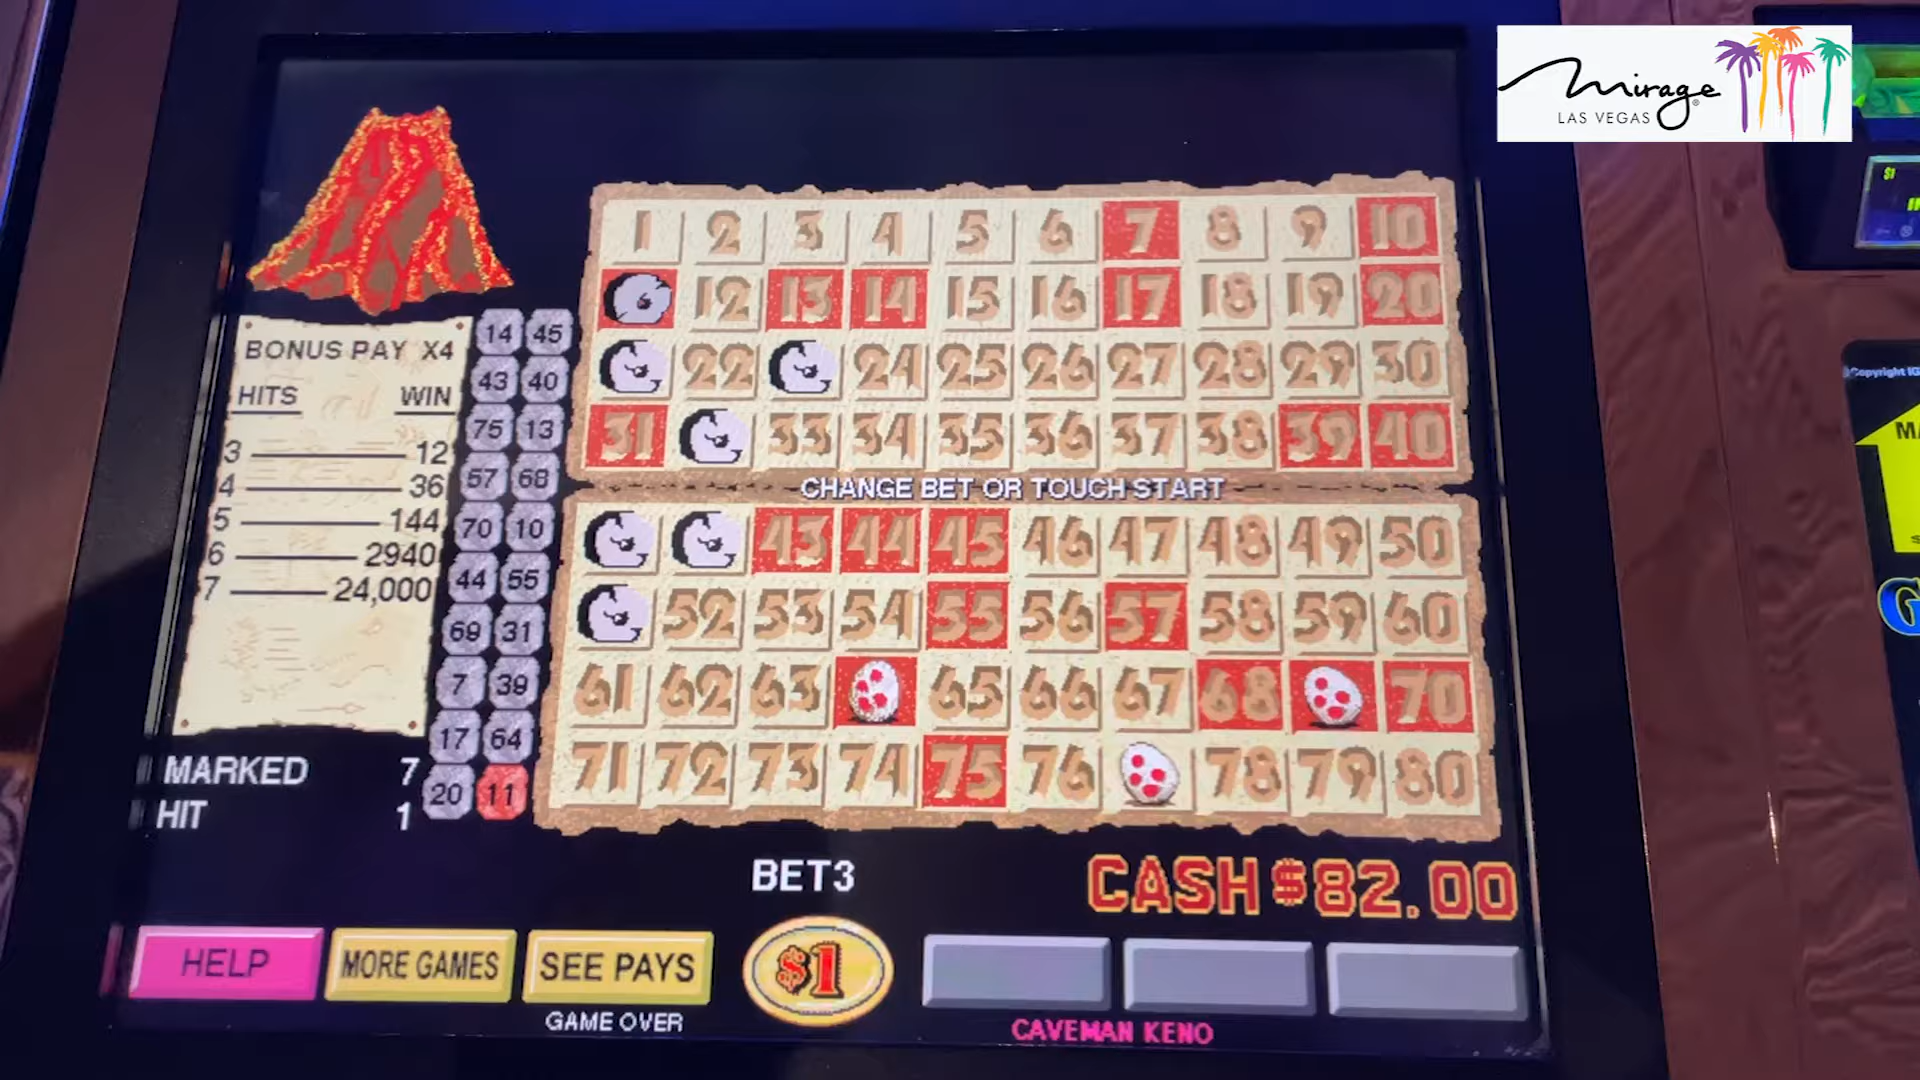 Mirage®
LAS VEGAS
$1
Copyright IG
BONUS PAY X4
HITS WIN
3 12
4 36
5 144
6 2940
7 24,000
14 45
43 40
75 13
57 68
70 10
44 55
69 31
7 39
17 64
20 11
MARKED 7
HIT 1
1 2 3 4 5 6 7 8 9 10
12 13 14 15 16 17 18 19 20
22 24 25 26 27 28 29 30
31 33 34 35 36 37 38 39 40
CHANGE BET OR TOUCH START
43 44 45 46 47 48 49 50
52 53 54 55 56 57 58 59 60
61 62 63 65 66 67 68 70
71 72 73 74 75 76 78 79 80
BET3
CASH $82.00
HELP
MORE GAMES
SEE PAYS
$1
GAME OVER
CAVEMAN KENO